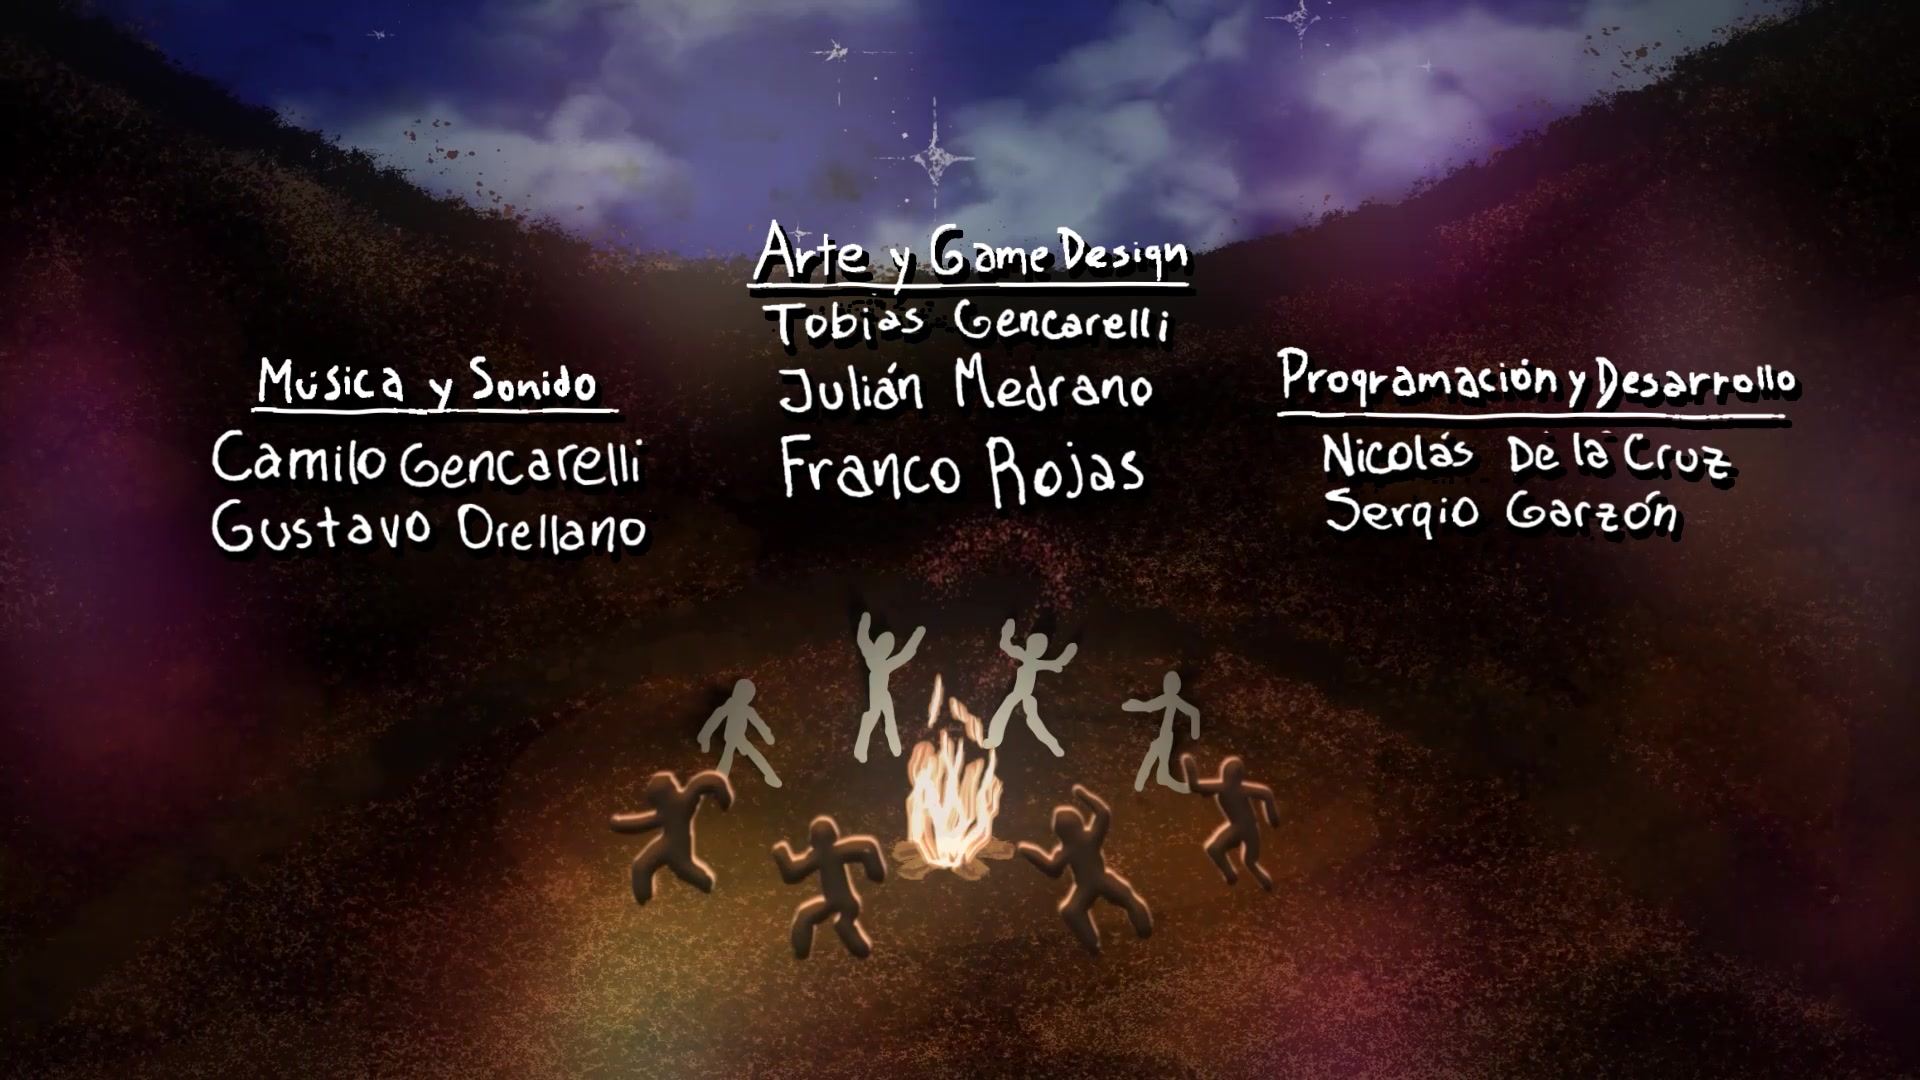 Música y Sonido
Camilo Gencarelli
Gustavo Orellano
Arte y Game Design
Tobias Gencarelli
Julián Medrano
Franco Rojas
Programación y Desarrollo
Nicolás De la Cruz
Sergio Garzón